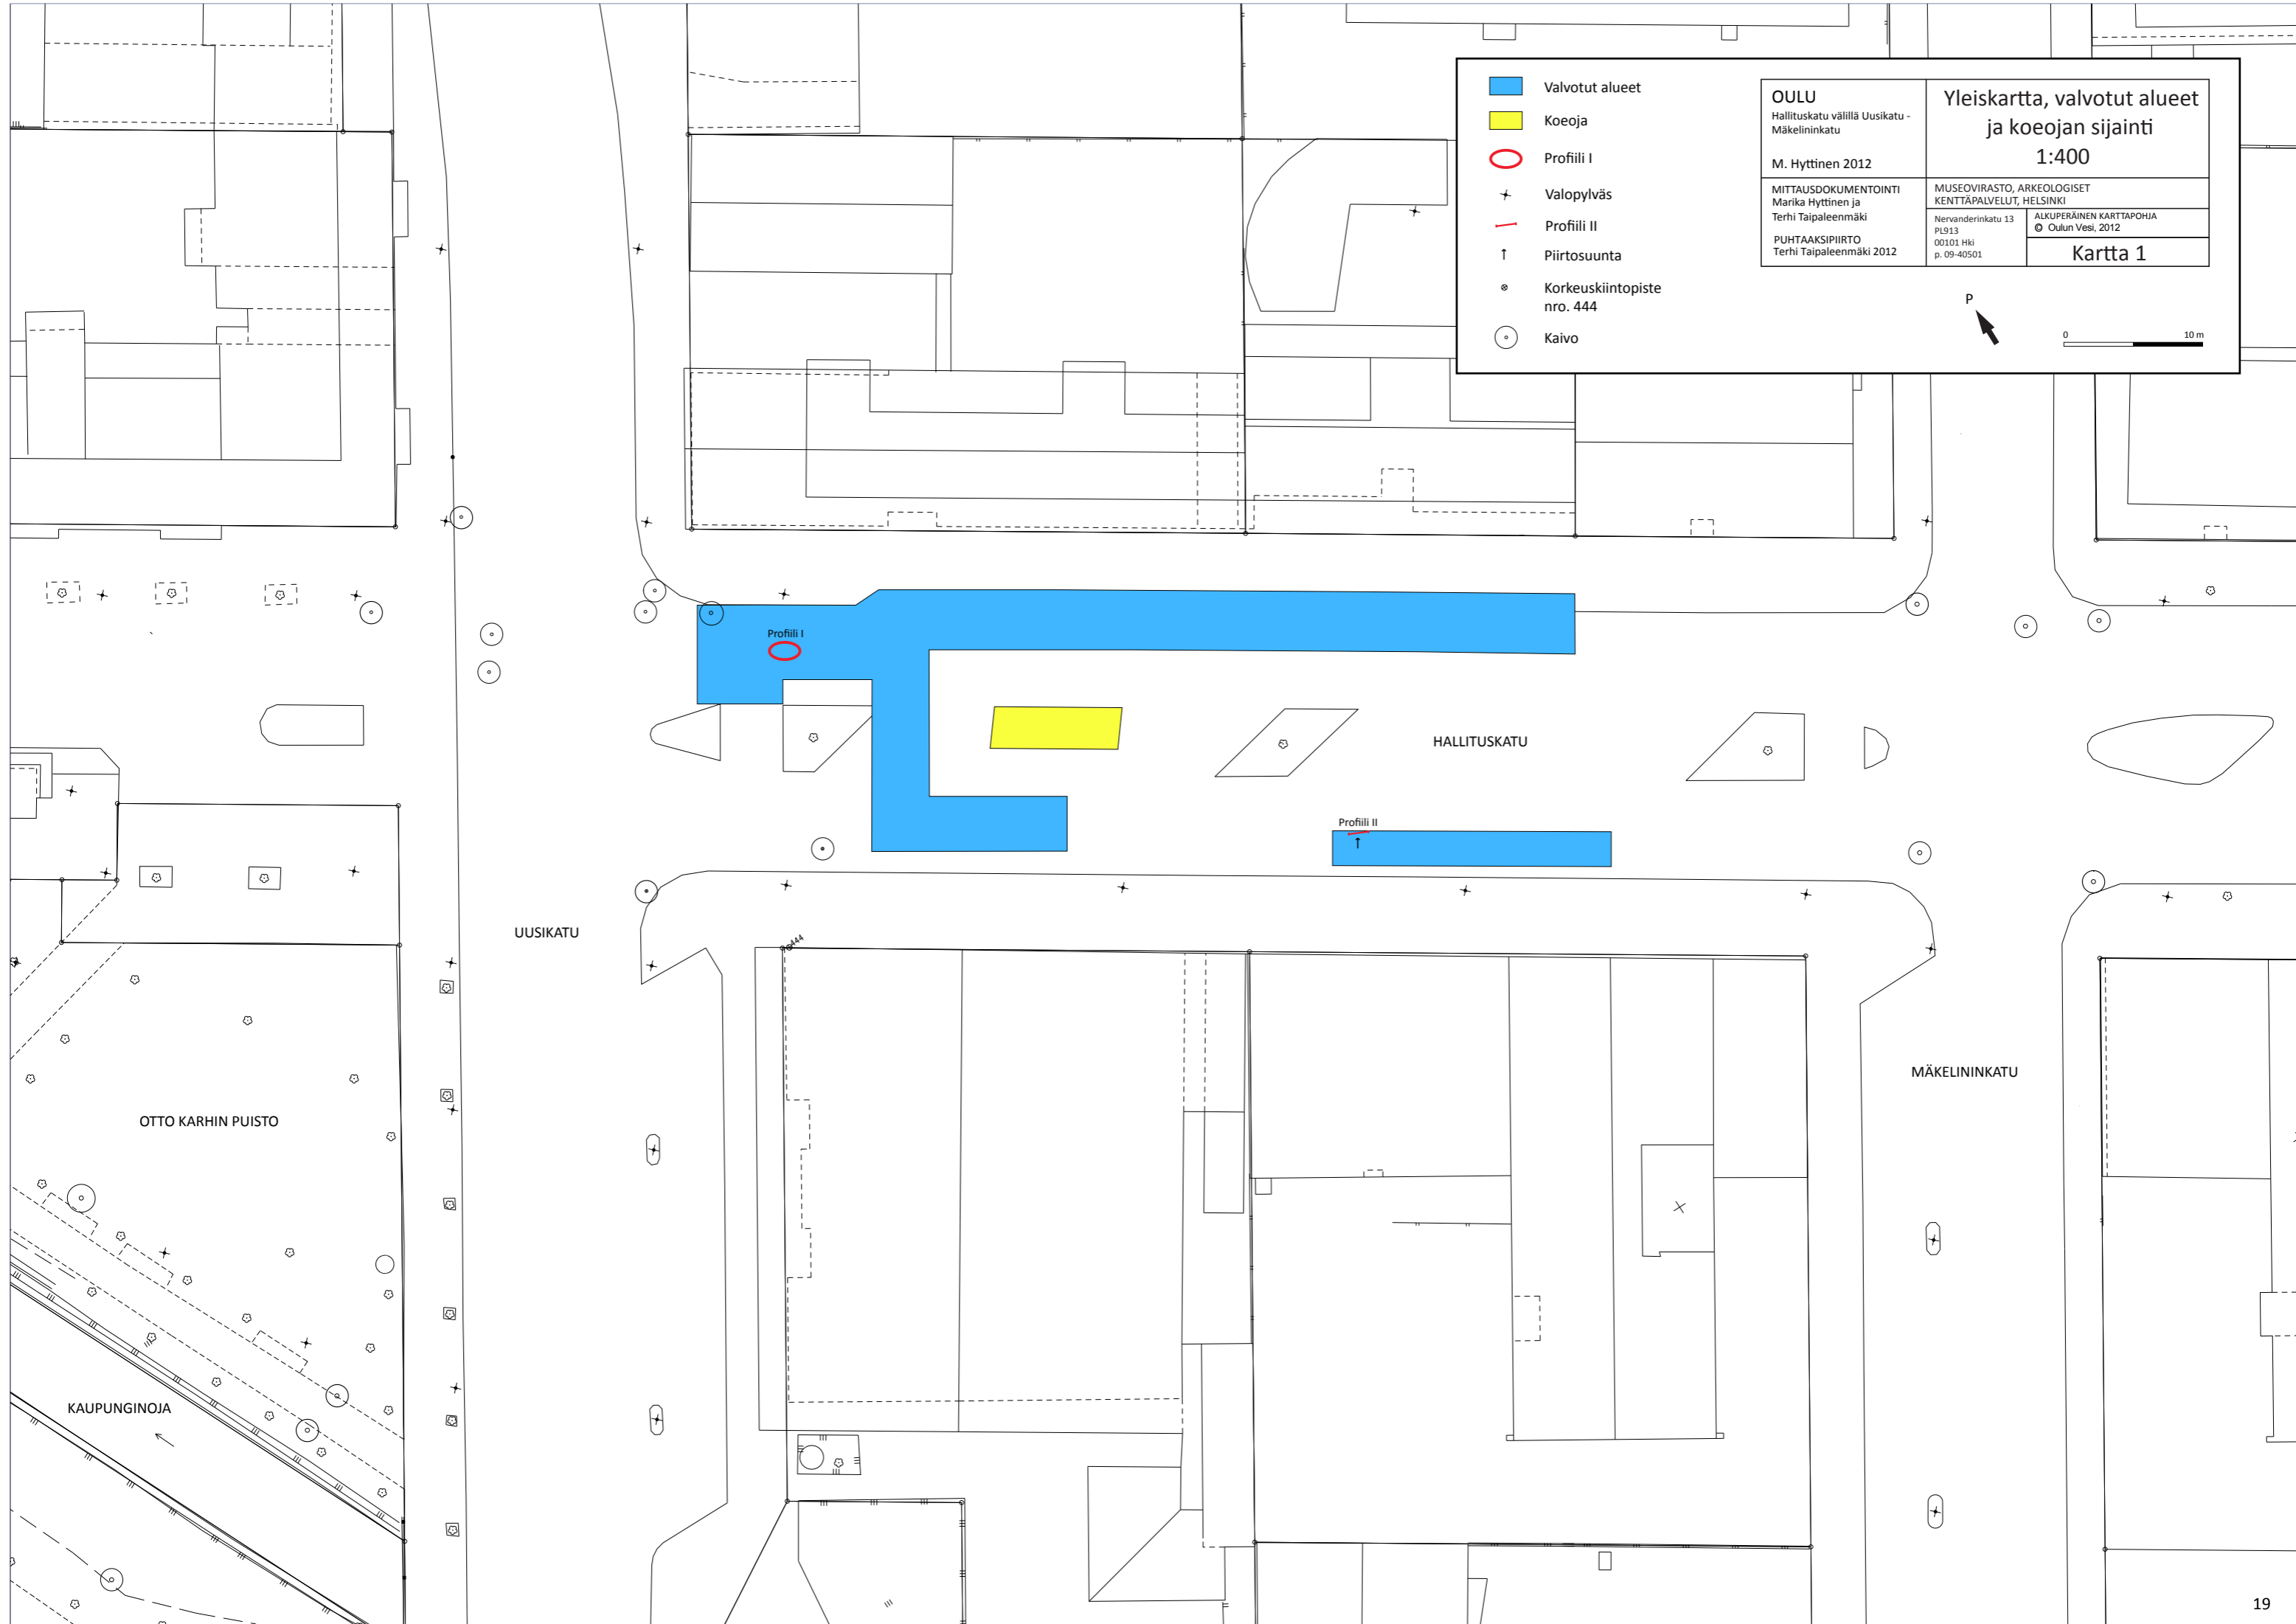 Valvotut alueet
Koeoja
Profiili I
Valopylväs
Profiili II
Piirtosuunta
Korkeuskiintopiste
nro. 444
Kaivo
OULU
Hallituskatu välillä Uusikatu -
Mäkelininkatu
M. Hyttinen 2012
Yleiskartta, valvotut alueet
ja koeojan sijainti
1:400
MITTAUSDOKUMENTOINTI
Marika Hyttinen ja
Terhi Taipaleenmäki
PUHTAAKSIPIIRTO
Terhi Taipaleenmäki 2012
MUSEOVIRASTO, ARKEOLOGISET
KENTTÄPALVELUT, HELSINKI
Nervanderinkatu 13
PL913
00101 Hki
p. 09-40501
ALKUPERÄINEN KARTTAPOHJA
© Oulun Vesi, 2012
Kartta 1
P
0 10 m
Profiili I
HALLITUSKATU
Profiili II
UUSIKATU
444
MÄKELININKATU
OTTO KARHIN PUISTO
KAUPUNGINOJA
19